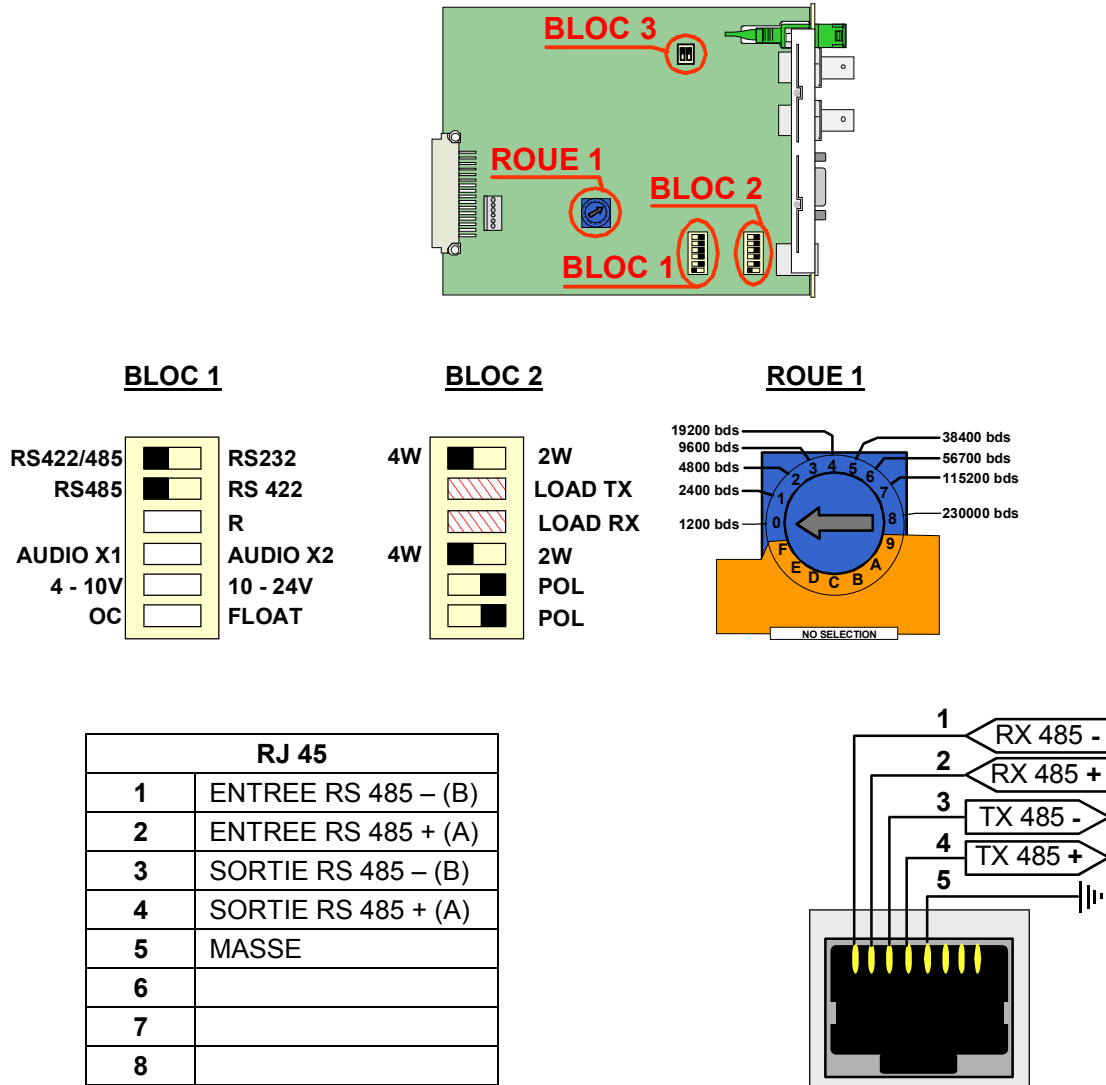 BLOC 3
ROUE 1
BLOC 2
BLOC 1
BLOC 1
RS422/485 RS232
RS485 RS 422
R
AUDIO X1 AUDIO X2
4 - 10V 10 - 24V
OC FLOAT
BLOC 2
4W 2W
LOAD TX
LOAD RX
4W 2W
POL
POL
ROUE 1
19200 bds
9600 bds
4800 bds
2400 bds
1200 bds
38400 bds
56700 bds
115200 bds
230000 bds
0 1 2 3 4 5 6 7 8 9 A B C D E F
NO SELECTION
RJ 45
1 ENTREE RS 485 – (B)
2 ENTREE RS 485 + (A)
3 SORTIE RS 485 – (B)
4 SORTIE RS 485 + (A)
5 MASSE
6
7
8
1 RX 485 -
2 RX 485 +
3 TX 485 -
4 TX 485 +
5